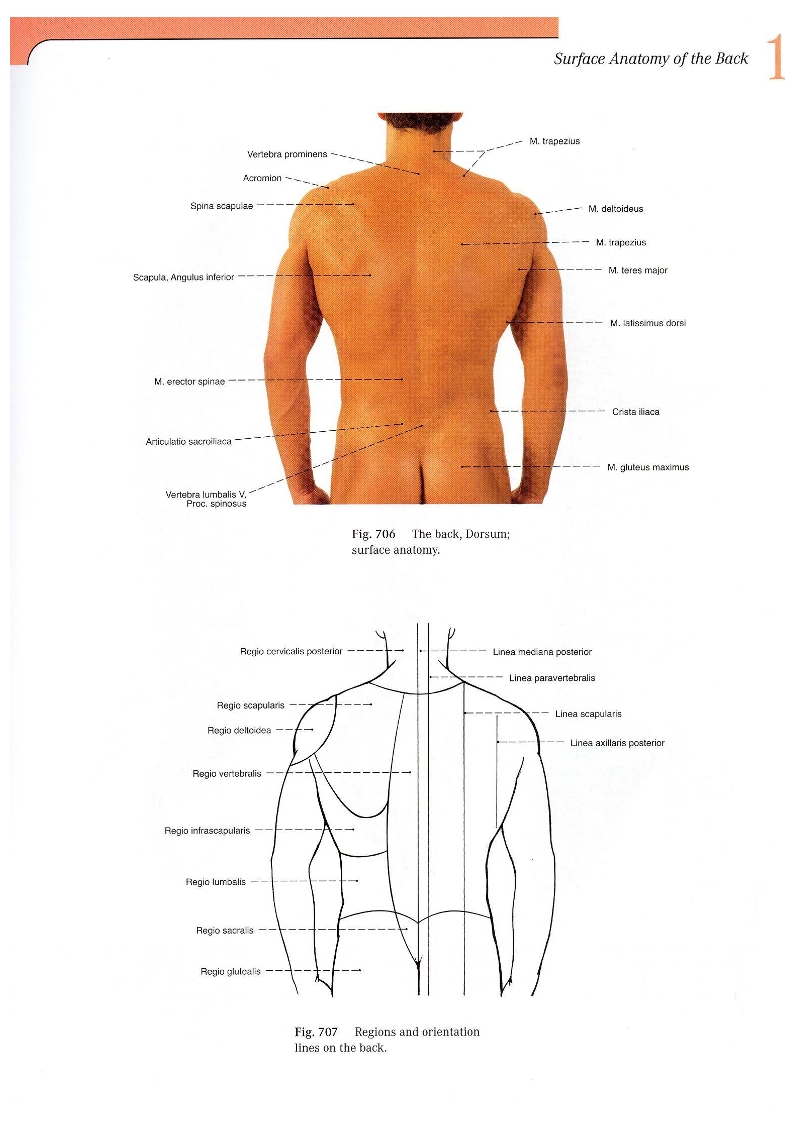 Surface Anatomy of the Back
1
M. trapezius
Vertebra prominens
Acromion
Spina scapulae
M. deltoideus
M. trapezius
Scapula, Angulus inferior
M. teres major
M. latissimus dorsi
M. erector spinae
Crista iliaca
Articulatio sacroiliaca
M. gluteus maximus
Vertebra lumbalis V,
Proc. spinosus
Fig. 706 The back, Dorsum;
surface anatomy.
Regio cervicalis posterior
Linea mediana posterior
Linea paravertebralis
Regio scapularis
Linea scapularis
Regio deltoidea
Linea axillaris posterior
Regio vertebralis
Regio infrascapularis
Regio lumbalis
Regio sacralis
Regio glutealis
Fig. 707 Regions and orientation
lines on the back.